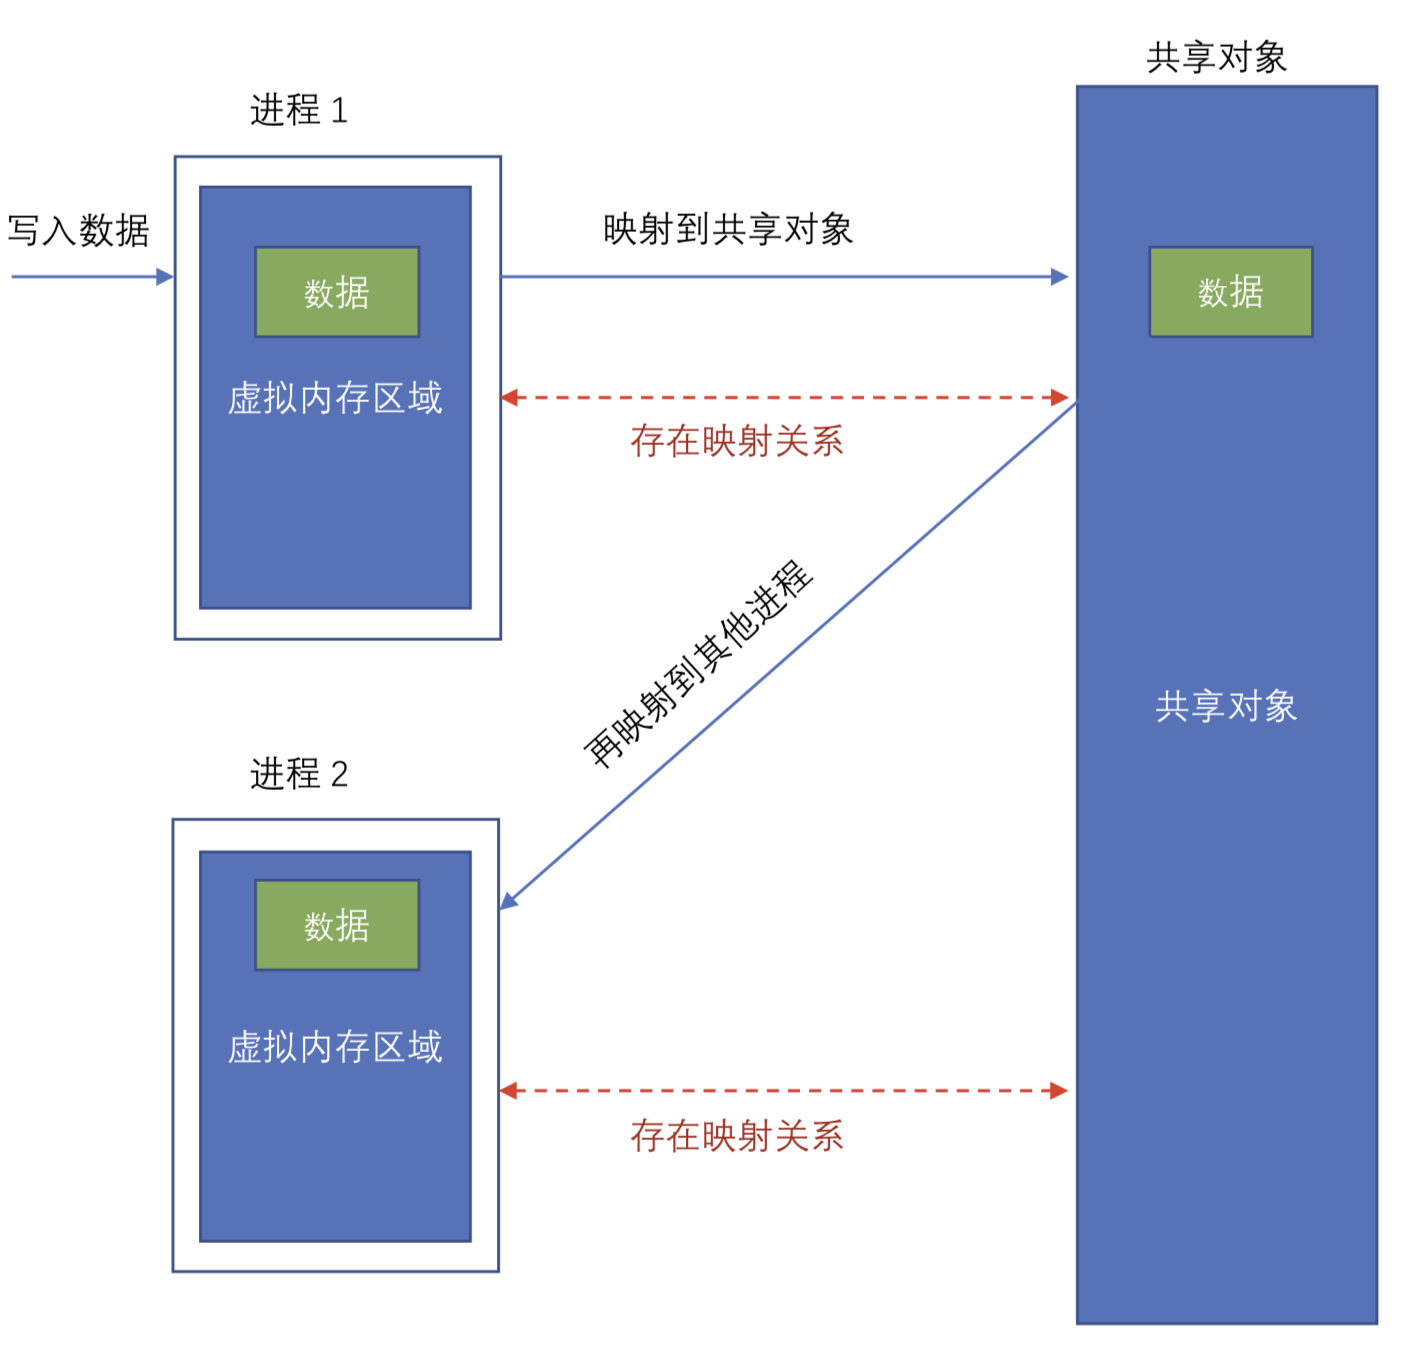 共享对象
进程 1
写入数据
数据
映射到共享对象
数据
虚拟内存区域
存在映射关系
再映射到其他进程
共享对象
进程 2
数据
虚拟内存区域
存在映射关系